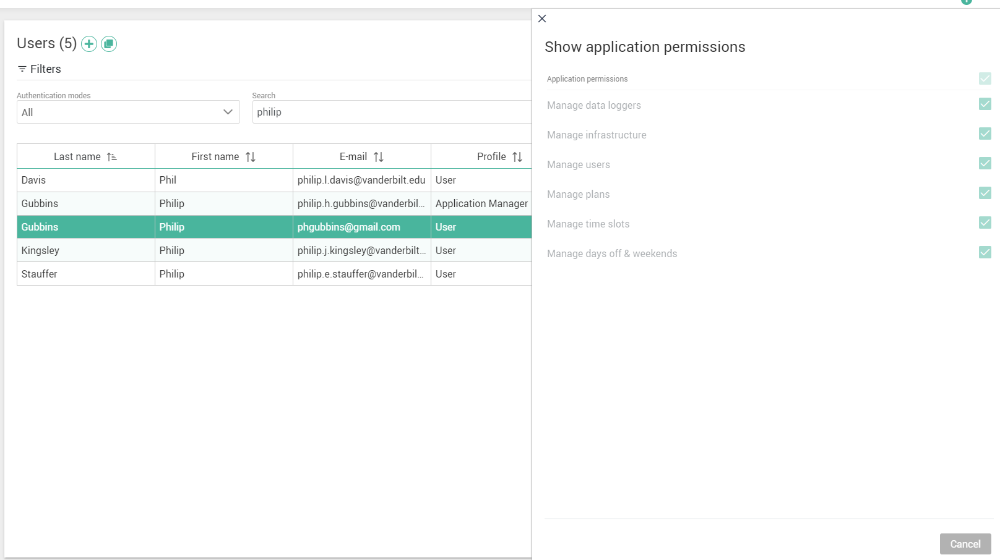 Users (5)
Filters
Authentication modes
All
Search
philip
Last name First name E-mail Profile
Davis Phil philip.l.davis@vanderbilt.edu User
Gubbins Philip philip.h.gubbins@vanderbil... Application Manager
Gubbins Philip phgubbins@gmail.com User
Kingsley Philip philip.j.kingsley@vanderbilt... User
Stauffer Philip philip.e.stauffer@vanderbil... User
Show application permissions
Application permissions
Manage data loggers
Manage infrastructure
Manage users
Manage plans
Manage time slots
Manage days off & weekends
Cancel